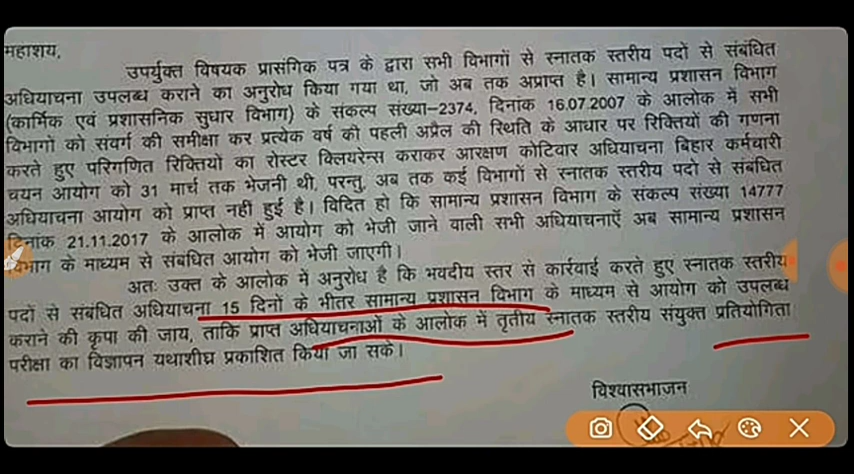 महाशय,
उपर्युक्त विषयक प्रासंगिक पत्र के द्वारा सभी विभागों से स्नातक स्तरीय पदों से संबंधित
अधियाचना उपलब्ध कराने का अनुरोध किया गया था, जो अब तक अप्राप्त है। सामान्य प्रशासन विभाग
(कार्मिक एवं प्रशासनिक सुधार विभाग) के संकल्प संख्या–2374, दिनांक 16.07.2007 के आलोक में सभी
विभागों को संवर्ग की समीक्षा कर प्रत्येक वर्ष की पहली अप्रैल की स्थिति के आधार पर रिक्तियों की गणना
करते हुए परिगणित रिक्तियों का रोस्टर क्लियरेन्स कराकर आरक्षण कोटिवार अधियाचना बिहार कर्मचारी
चयन आयोग को 31 मार्च तक भेजनी थी, परन्तु, अब तक कई विभागों से स्नातक स्तरीय पदो से संबंधित
अधियाचना आयोग को प्राप्त नहीं हुई है। विदित हो कि सामान्य प्रशासन विभाग के संकल्प संख्या 14777
दिनांक 21.11.2017 के आलोक में आयोग को भेजी जाने वाली सभी अधियाचनाएँ अब सामान्य प्रशासन
विभाग के माध्यम से संबधित आयोग को भेजी जाएगी।
अतः उक्त के आलोक में अनुरोध है कि भवदीय स्तर से कार्रवाई करते हुए स्नातक स्तरीय
पदों से संबंधित अधियाचना 15 दिनों के भीतर सामान्य प्रशासन विभाग के माध्यम से आयोग को उपलब्ध
कराने की कृपा की जाय, ताकि प्राप्त अधियाचनाओं के आलोक में तृतीय स्नातक स्तरीय संयुक्त प्रतियोगिता
परीक्षा का विज्ञापन यथाशीघ्र प्रकाशित किया जा सके।
विश्वासभाजन